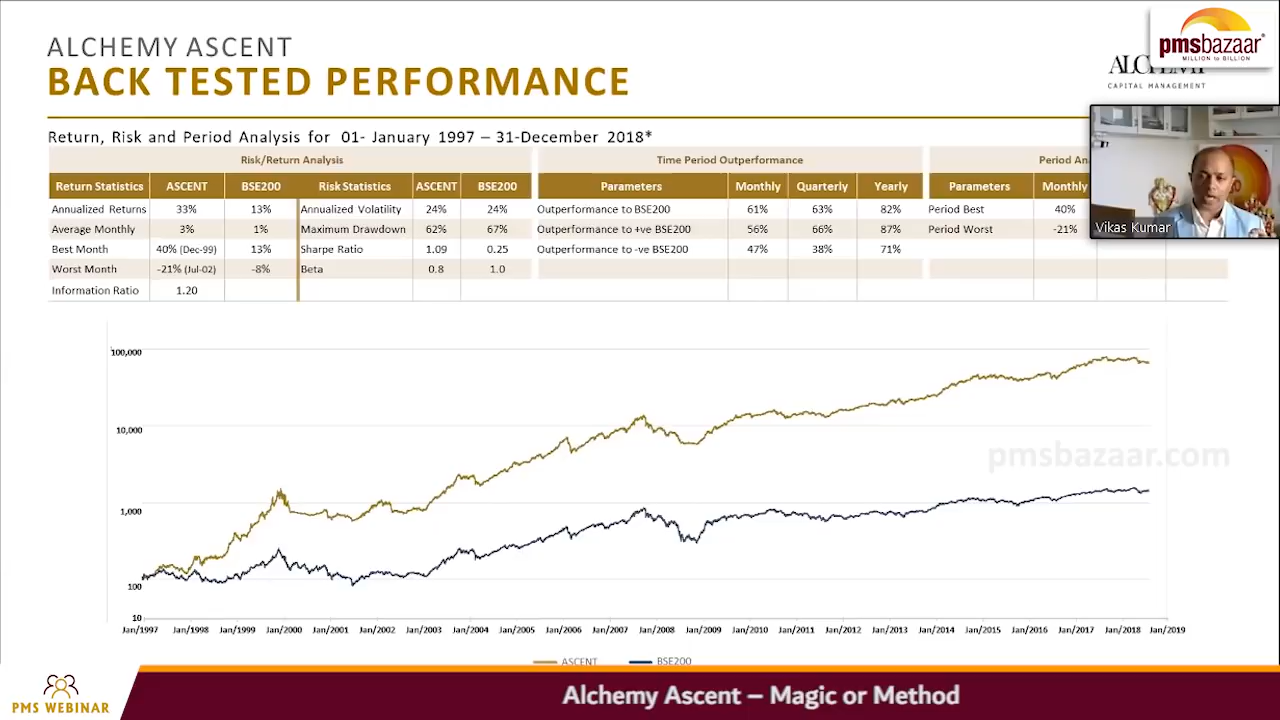 ALCHEMY ASCENT
BACK TESTED PERFORMANCE
pmsbazaar®
MILLION to BILLION
CAPITAL MANAGEMENT
Return, Risk and Period Analysis for 01- January 1997 – 31-December 2018*
Risk/Return Analysis Time Period Outperformance Period
Return Statistics ASCENT BSE200 Risk Statistics ASCENT BSE200 Parameters Monthly Quarterly Yearly Parameters Monthly
Annualized Returns 33% 13% Annualized Volatility 24% 24% Outperformance to BSE200 61% 63% 82% Period Best 40%
Average Monthly 3% 1% Maximum Drawdown 62% 67% Outperformance to +ve BSE200 56% 66% 87% Period Worst -21%
Best Month 40% (Dec-99) 13% Sharpe Ratio 1.09 0.25 Outperformance to -ve BSE200 47% 38% 71%
Worst Month -21% (Jul-02) -8% Beta 0.8 1.0
Information Ratio 1.20
Vikas Kumar
100,000
10,000
1,000
100
10
pmsbazaar.com
Jan/1997 Jan/1998 Jan/1999 Jan/2000 Jan/2001 Jan/2002 Jan/2003 Jan/2004 Jan/2005 Jan/2006 Jan/2007 Jan/2008 Jan/2009 Jan/2010 Jan/2011 Jan/2012 Jan/2013 Jan/2014 Jan/2015 Jan/2016 Jan/2017 Jan/2018 Jan/2019
ASCENT BSE200
PMS WEBINAR
Alchemy Ascent – Magic or Method